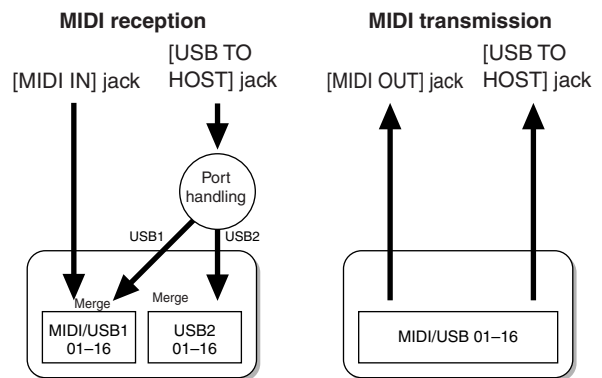 MIDI reception
[MIDI IN] jack
[USB TO
HOST] jack
Port
handling
USB1
USB2
Merge
Merge
MIDI/USB1
01–16
USB2
01–16
MIDI transmission
[MIDI OUT] jack
[USB TO
HOST] jack
MIDI/USB 01–16